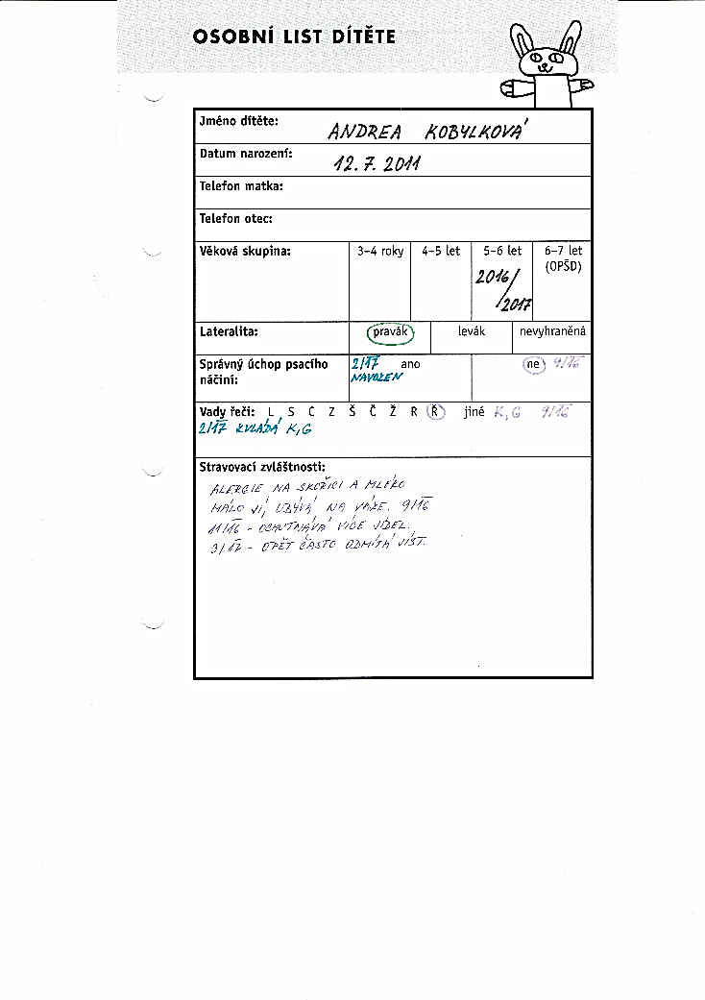 OSOBNÍ LIST DÍTĚTE
Jméno dítěte: ANDREA KOBYLKOVÁ
Datum narození: 12. 7. 2011
Telefon matka:
Telefon otec:
Věková skupina: 3–4 roky 4–5 let 5–6 let 6–7 let
(OPŠD)
2016/
/2017
Lateralita: pravák levák nevyhraněná
Správný úchop psacího 2/17 ano ne 9/16
náčiní: NAVOZEN
Vady řeči: L S C Z Š Č Ž R Ř jiné K, G 9/16
2/17 ZVLÁDÁ K, G
Stravovací zvláštnosti:
ALERGIE NA SKOŘICI A MLÉKO
MÁLO JÍ, UBÝVÁ NA VÁZE. 9/16
11/16 - OCHUTNÁVÁ VÍCE JÍDEL.
3/17 - OPĚT ČASTO ODMÍTÁ JÍST.